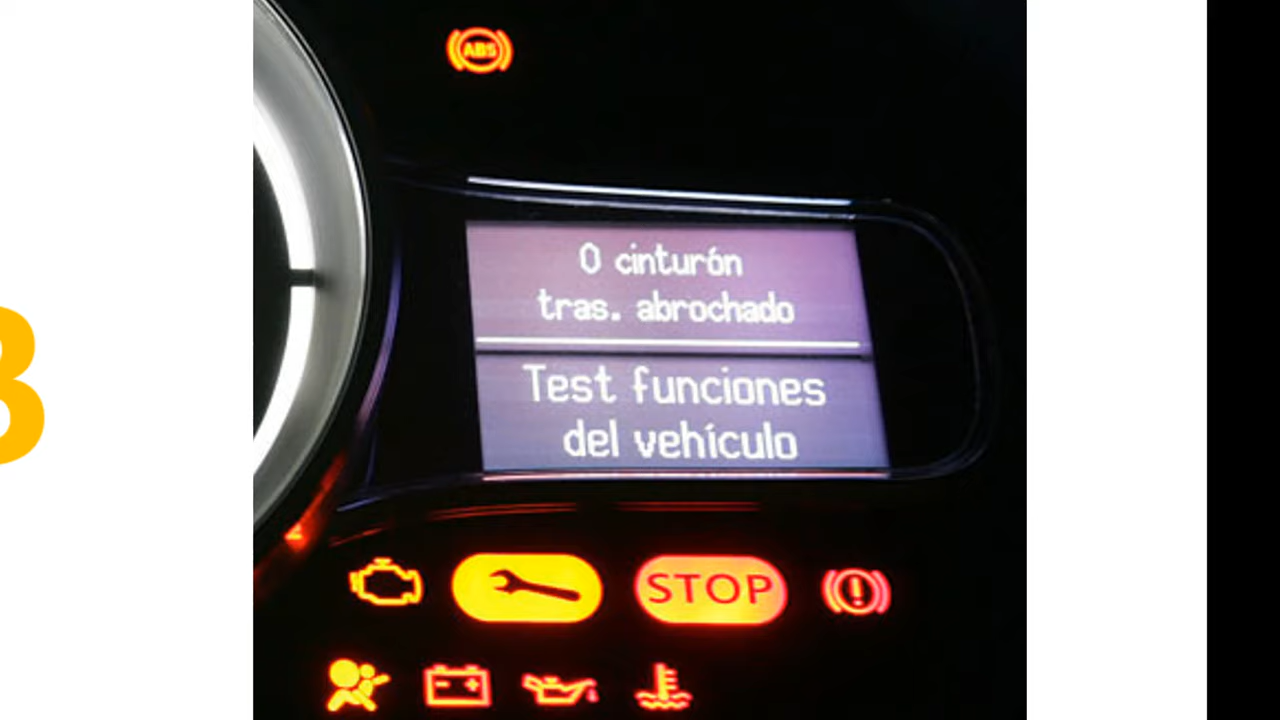 ABS
0 cinturón
tras. abrochado
Test funciones
del vehículo
STOP